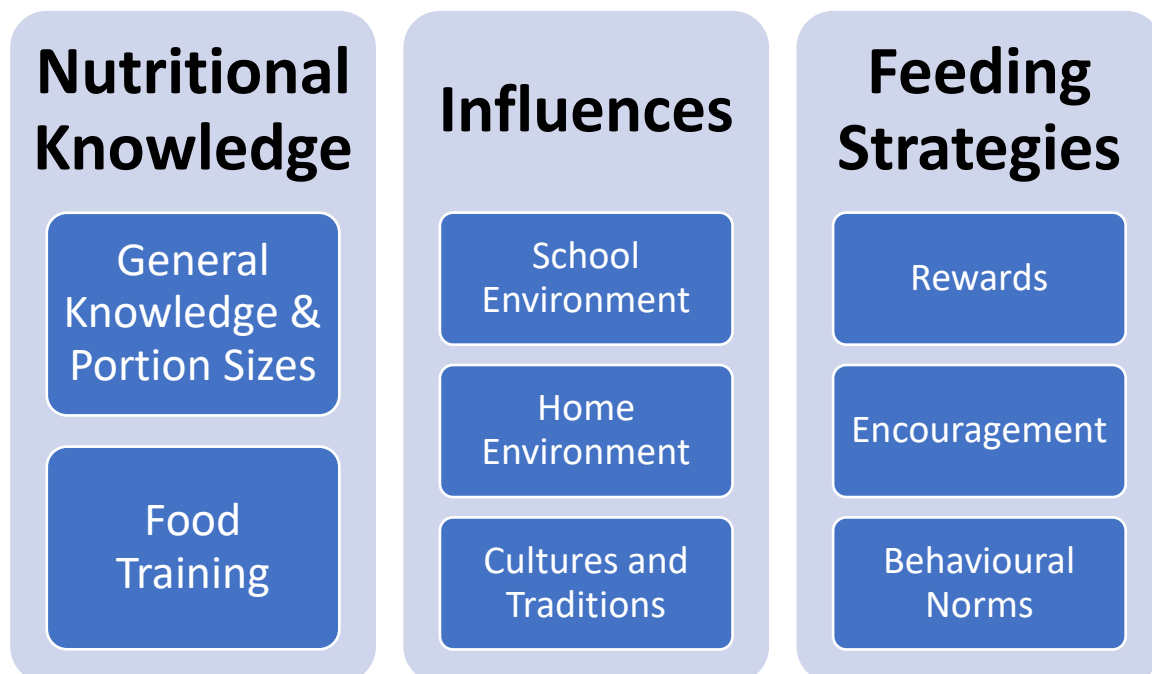 Nutritional
Knowledge
General
Knowledge &
Portion Sizes
Food
Training
Influences
School
Environment
Home
Environment
Cultures and
Traditions
Feeding
Strategies
Rewards
Encouragement
Behavioural
Norms